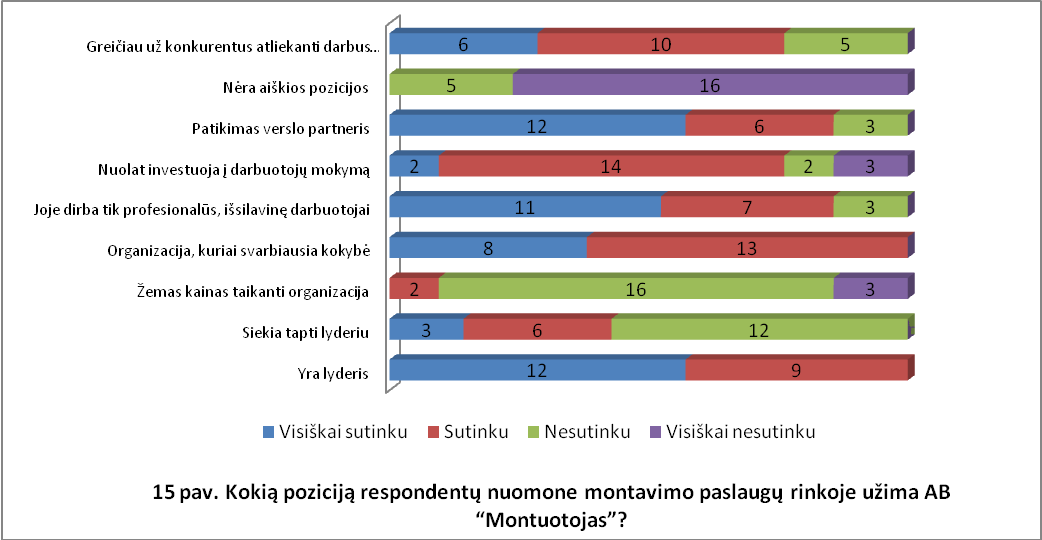 Greičiau už konkurentus atliekanti darbus...
6 10 5
Nėra aiškios pozicijos
5 16
Patikimas verslo partneris
12 6 3
Nuolat investuoja į darbuotojų mokymą
2 14 2 3
Joje dirba tik profesionalūs, išsilavinę darbuotojai
11 7 3
Organizacija, kuriai svarbiausia kokybė
8 13
Žemas kainas taikanti organizacija
2 16 3
Siekia tapti lyderiu
3 6 12
Yra lyderis
12 9
Visiškai sutinku Sutinku Nesutinku Visiškai nesutinku
15 pav. Kokią poziciją respondentų nuomone montavimo paslaugų rinkoje užima AB
“Montuotojas”?